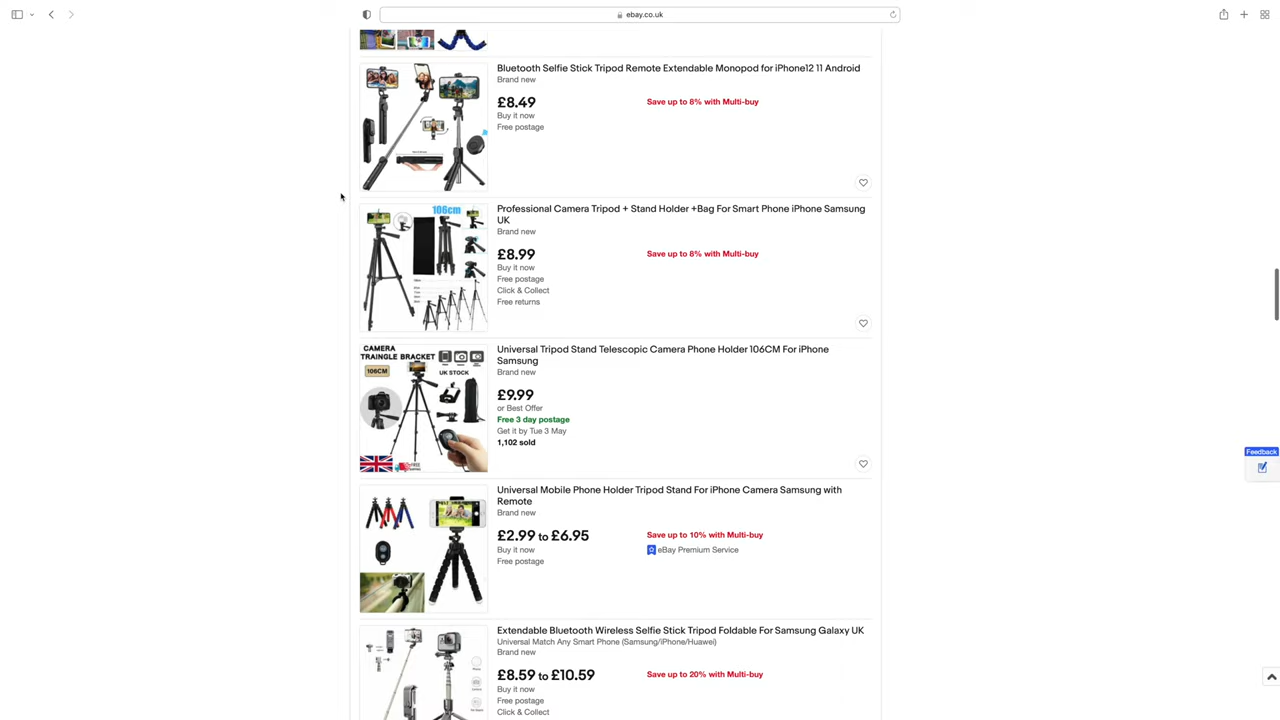 ebay.co.uk
Bluetooth Selfie Stick Tripod Remote Extendable Monopod for iPhone12 11 Android
Brand new
£8.49
Save up to 8% with Multi-buy
Buy it now
Free postage
106cm
Professional Camera Tripod + Stand Holder +Bag For Smart Phone iPhone Samsung
UK
Brand new
£8.99
Save up to 8% with Multi-buy
Buy it now
Free postage
Click & Collect
Free returns
CAMERA
TRAINGLE BRACKET
106CM
UK STOCK
Universal Tripod Stand Telescopic Camera Phone Holder 106CM For iPhone
Samsung
Brand new
£9.99
or Best Offer
Free 3 day postage
Get it by Tue 3 May
1,102 sold
Feedback
Universal Mobile Phone Holder Tripod Stand For iPhone Camera Samsung with
Remote
Brand new
£2.99 to £6.95
Save up to 10% with Multi-buy
Buy it now
eBay Premium Service
Free postage
Extendable Bluetooth Wireless Selfie Stick Tripod Foldable For Samsung Galaxy UK
Universal Match Any Smart Phone (Samsung/iPhone/Huawei)
Brand new
£8.59 to £10.59
Save up to 20% with Multi-buy
Buy it now
Free postage
Click & Collect